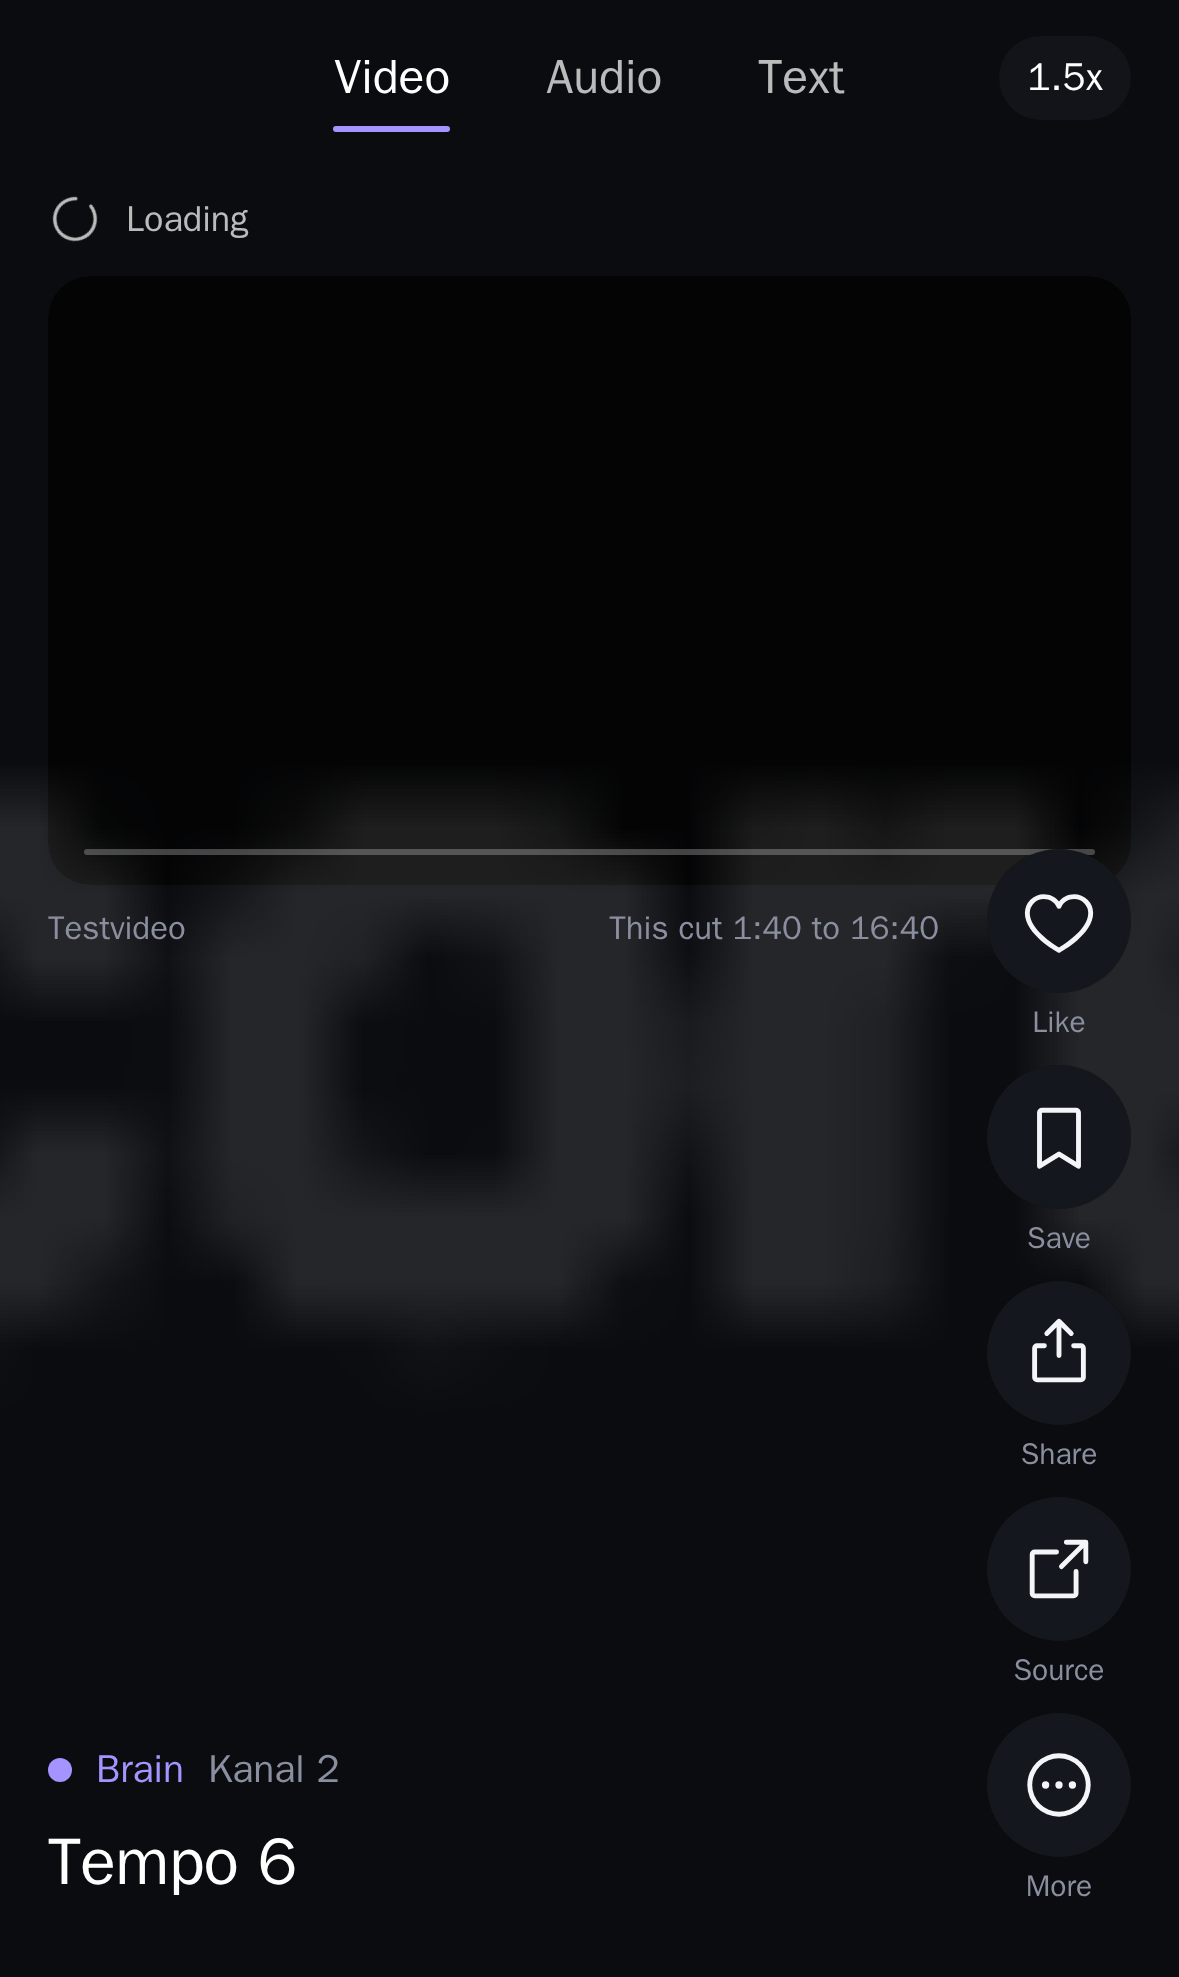 Video Audio Text 1.5x
Loading
Testvideo This cut 1:40 to 16:40
Like
Save
Share
Source
Brain Kanal 2
Tempo 6
More